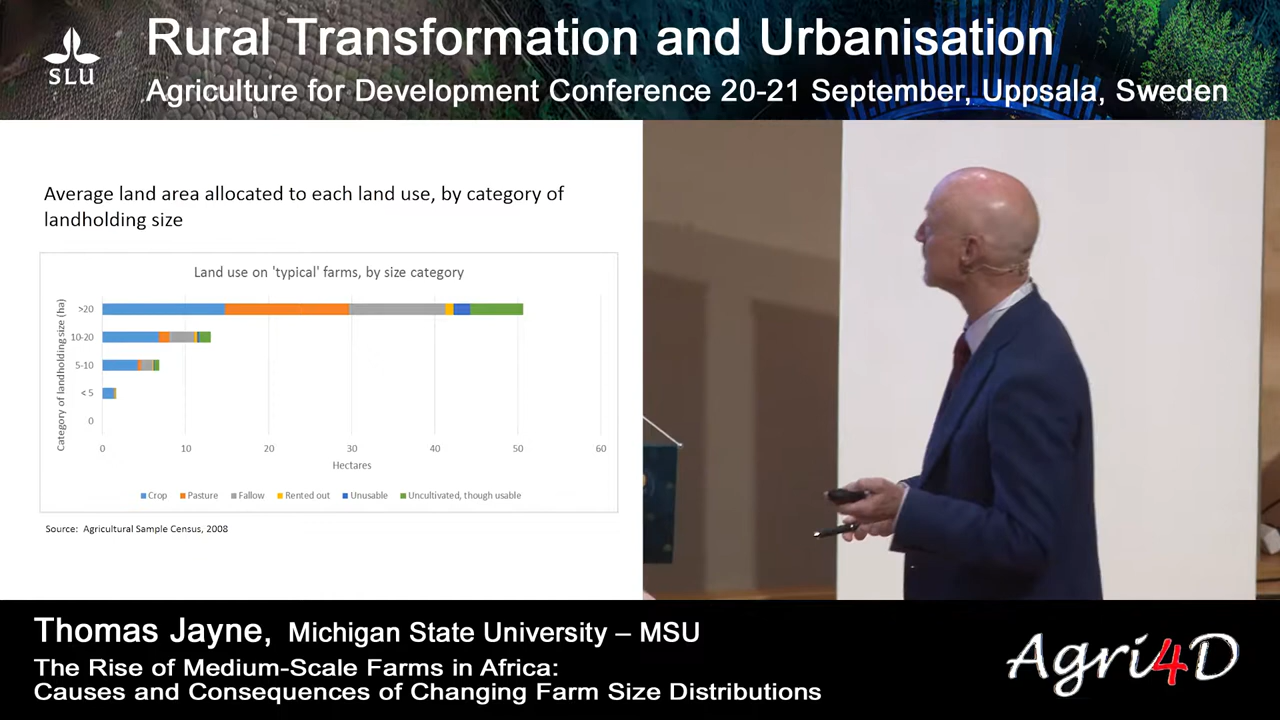 SLU
Rural Transformation and Urbanisation
Agriculture for Development Conference 20-21 September, Uppsala, Sweden
Average land area allocated to each land use, by category of
landholding size
Land use on 'typical' farms, by size category
Category of landholding size (ha)
>20
10-20
5-10
< 5
0
0 10 20 30 40 50 60
Hectares
Crop Pasture Fallow Rented out Unusable Uncultivated, though usable
Source: Agricultural Sample Census, 2008
Thomas Jayne, Michigan State University – MSU
The Rise of Medium-Scale Farms in Africa:
Causes and Consequences of Changing Farm Size Distributions
Agri4D